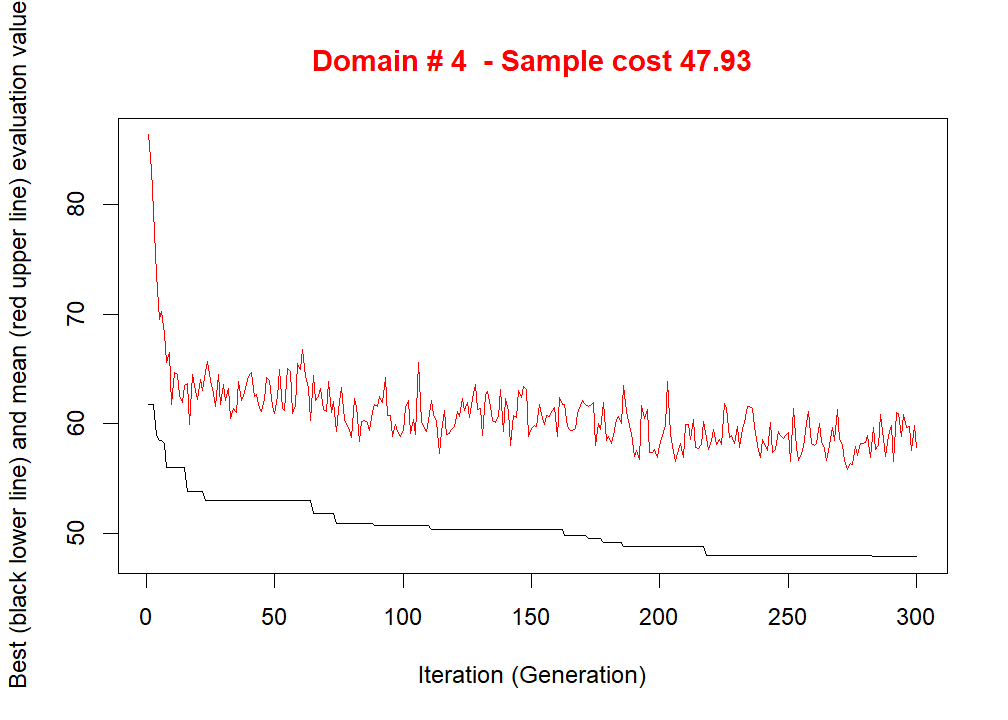 Domain # 4  - Sample cost 47.93
Best (black lower line) and mean (red upper line) evaluation value
80
70
60
50
0 50 100 150 200 250 300
Iteration (Generation)